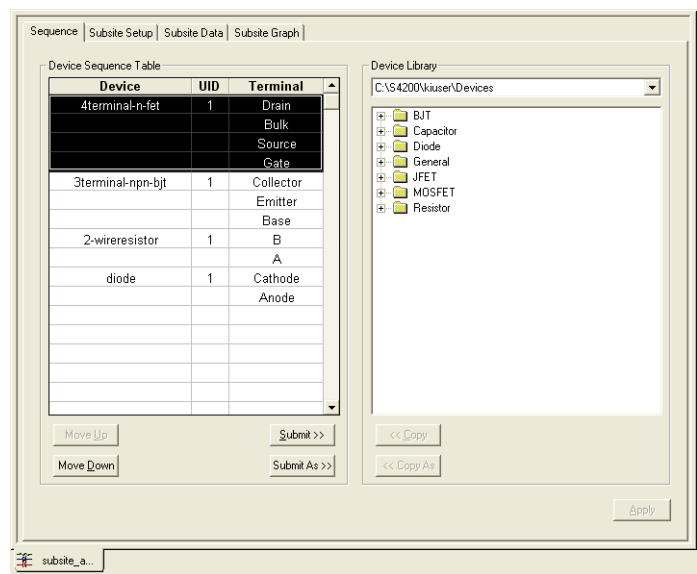 Sequence Subsite Setup Subsite Data Subsite Graph
Device Sequence Table
Device UID Terminal
4terminal-n-fet 1 Drain
Bulk
Source
Gate
3terminal-npn-bjt 1 Collector
Emitter
Base
2-wireresistor 1 B
A
diode 1 Cathode
Anode
Move Up Submit >>
Move Down Submit As >>
Device Library
C:\S4200\kiuser\Devices
BJT
Capacitor
Diode
General
JFET
MOSFET
Resistor
<< Copy
<< Copy As
Apply
subsite_a...